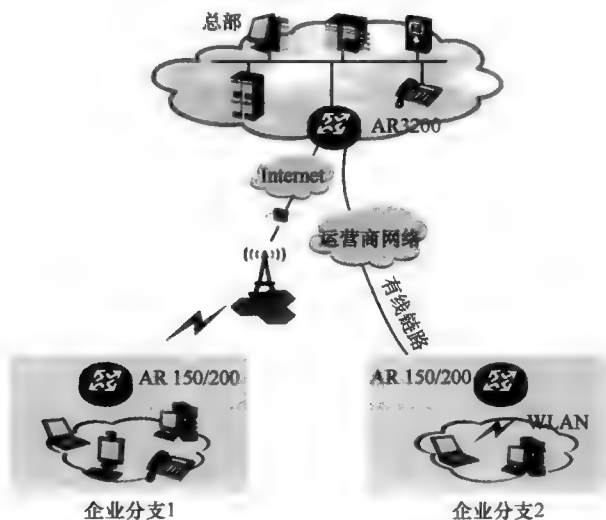 总部
AR3200
Internet
运营商网络
有线链路
AR 150/200
AR 150/200
WLAN
企业分支1
企业分支2